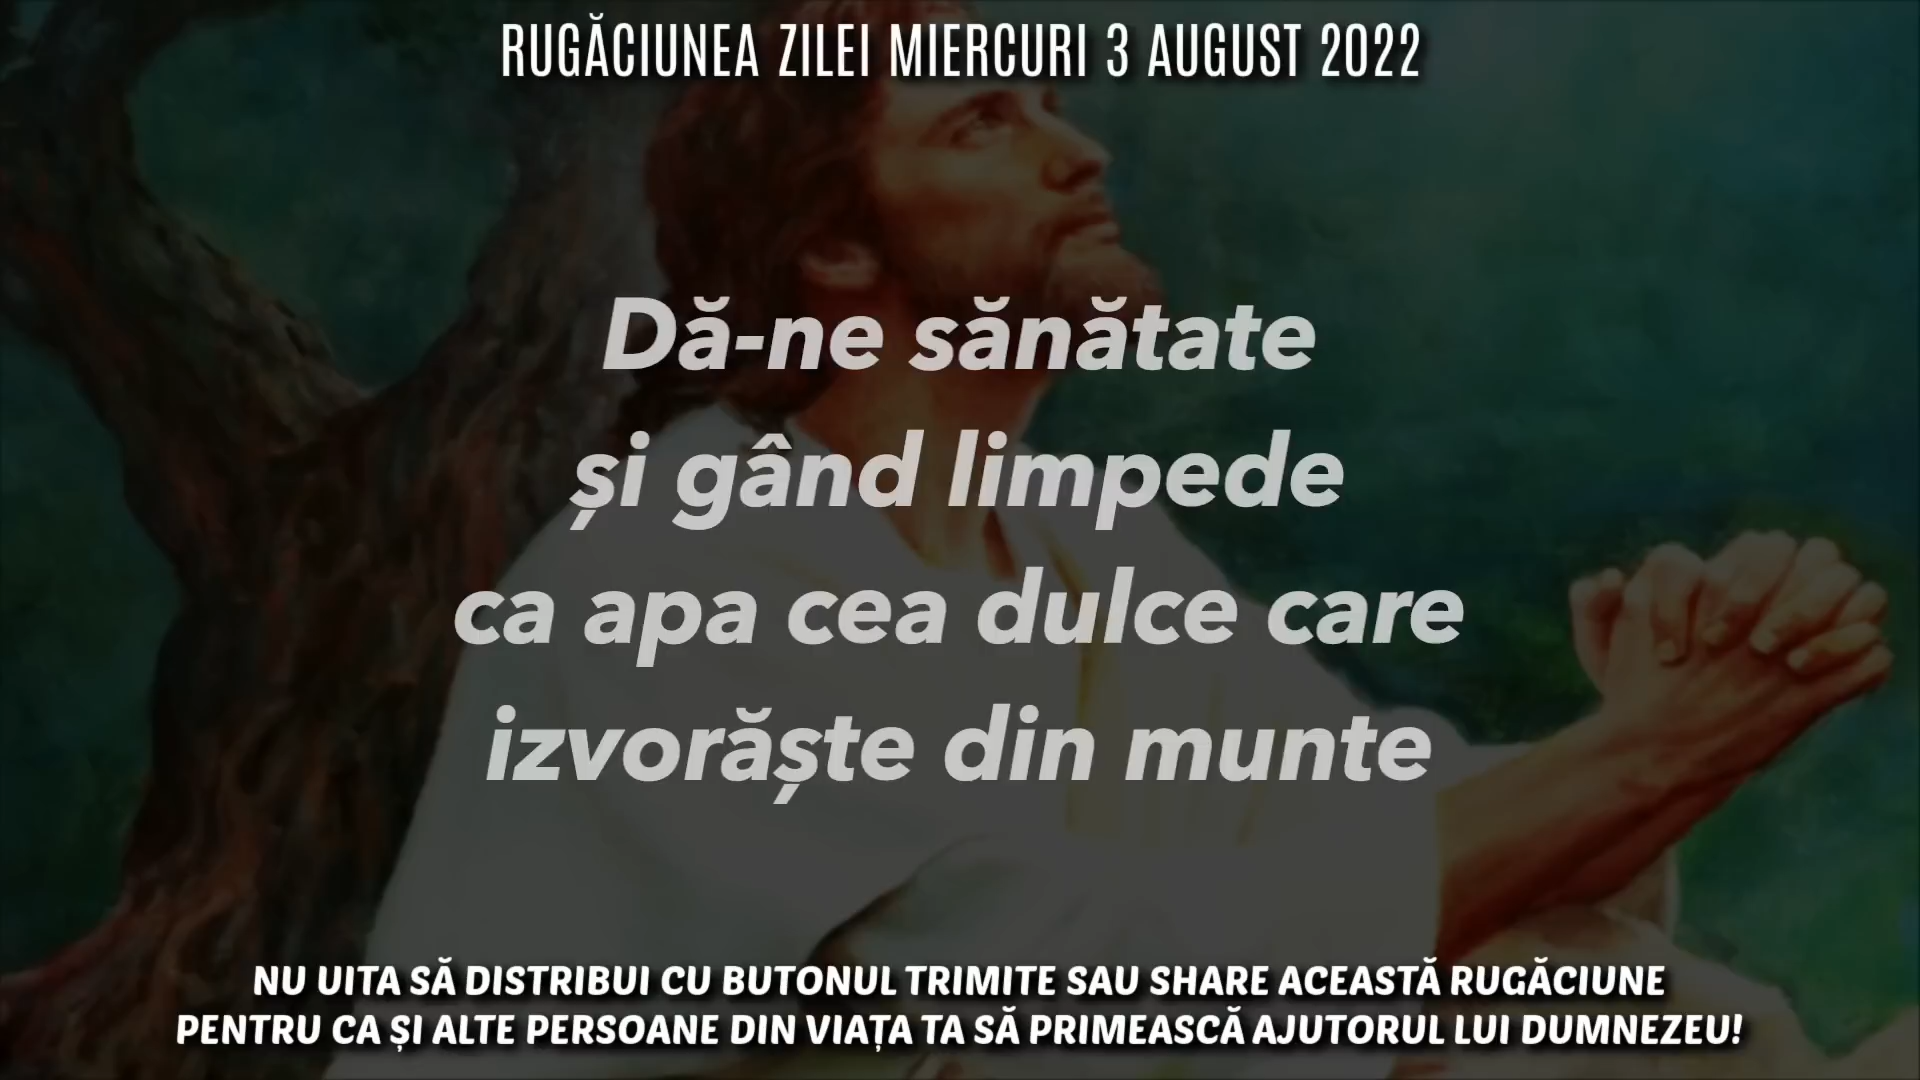 RUGĂCIUNEA ZILEI MIERCURI 3 AUGUST 2022
Dă-ne sănătate
și gând limpede
ca apa cea dulce care
izvorăște din munte
NU UITA SĂ DISTRIBUI CU BUTONUL TRIMITE SAU SHARE ACEASTĂ RUGĂCIUNE
PENTRU CA ȘI ALTE PERSOANE DIN VIAȚA TA SĂ PRIMEASCĂ AJUTORUL LUI DUMNEZEU!